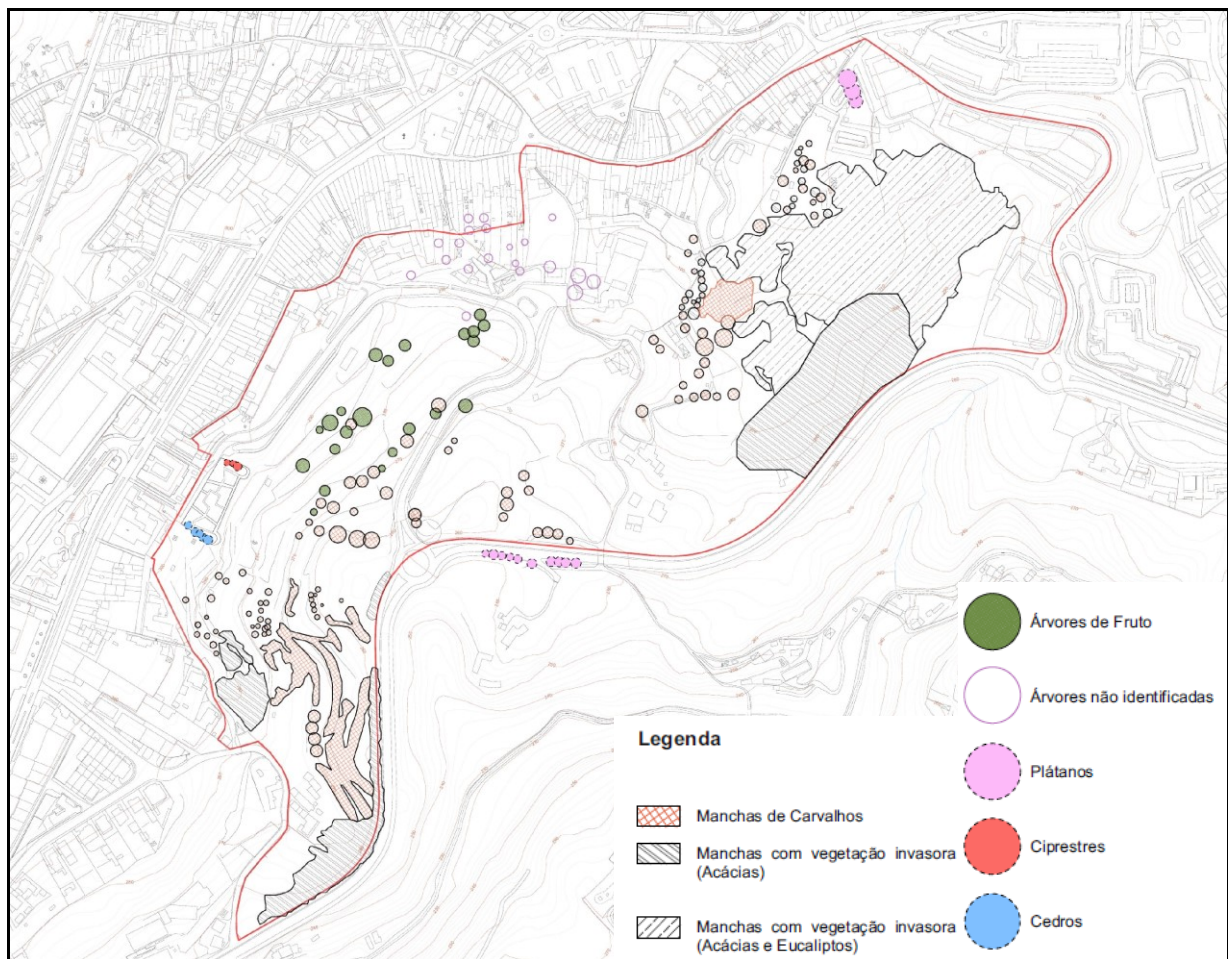 Legenda
Manchas de Carvalhos
Manchas com vegetação invasora
(Acácias)
Manchas com vegetação invasora
(Acácias e Eucaliptos)
Árvores de Fruto
Árvores não identificadas
Plátanos
Ciprestres
Cedros